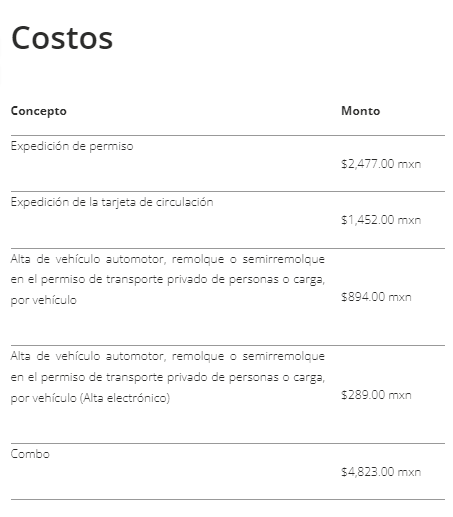 Costos
Concepto Monto
Expedición de permiso
$2,477.00 mxn
Expedición de la tarjeta de circulación
$1,452.00 mxn
Alta de vehículo automotor, remolque o semirremolque
en el permiso de transporte privado de personas o carga,
por vehículo
$894.00 mxn
Alta de vehículo automotor, remolque o semirremolque
en el permiso de transporte privado de personas o carga,
por vehículo (Alta electrónico)
$289.00 mxn
Combo
$4,823.00 mxn